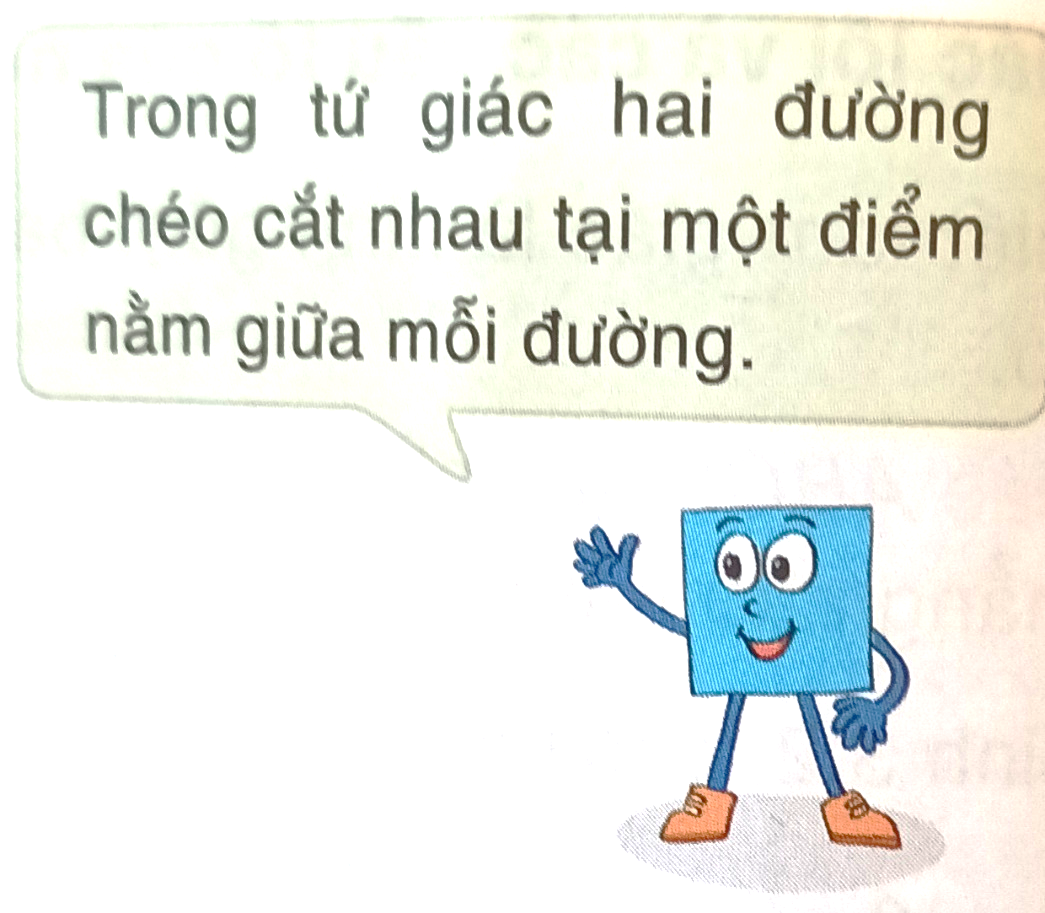 Trong tứ giác hai đường
chéo cắt nhau tại một điểm
nằm giữa mỗi đường.